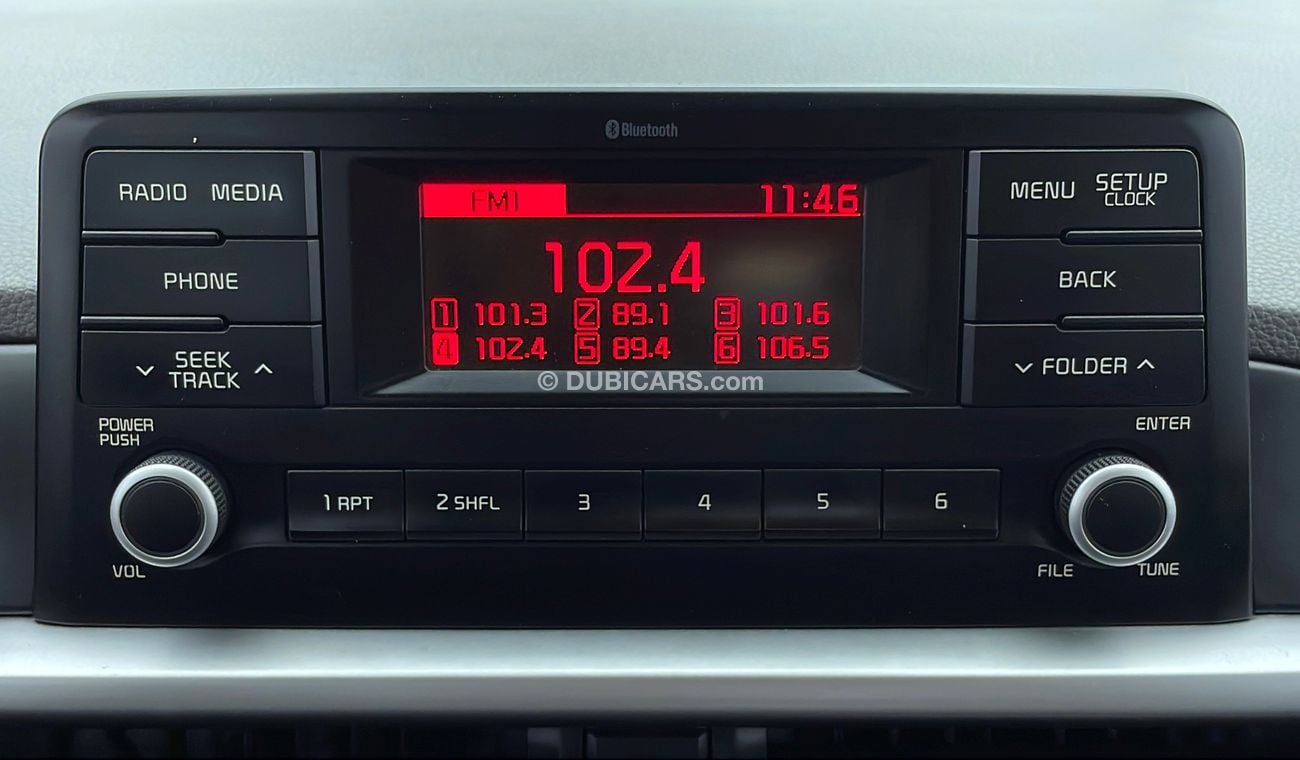 Bluetooth
RADIO MEDIA
PHONE
SEEK
TRACK
FM1 11:46
102.4
1 101.3 2 89.1 3 101.6
4 102.4 5 89.4 6 106.5
© DUBICARS.com
MENU SETUP
CLOCK
BACK
FOLDER
POWER
PUSH
VOL
1 RPT 2 SHFL 3 4 5 6
ENTER
FILE TUNE